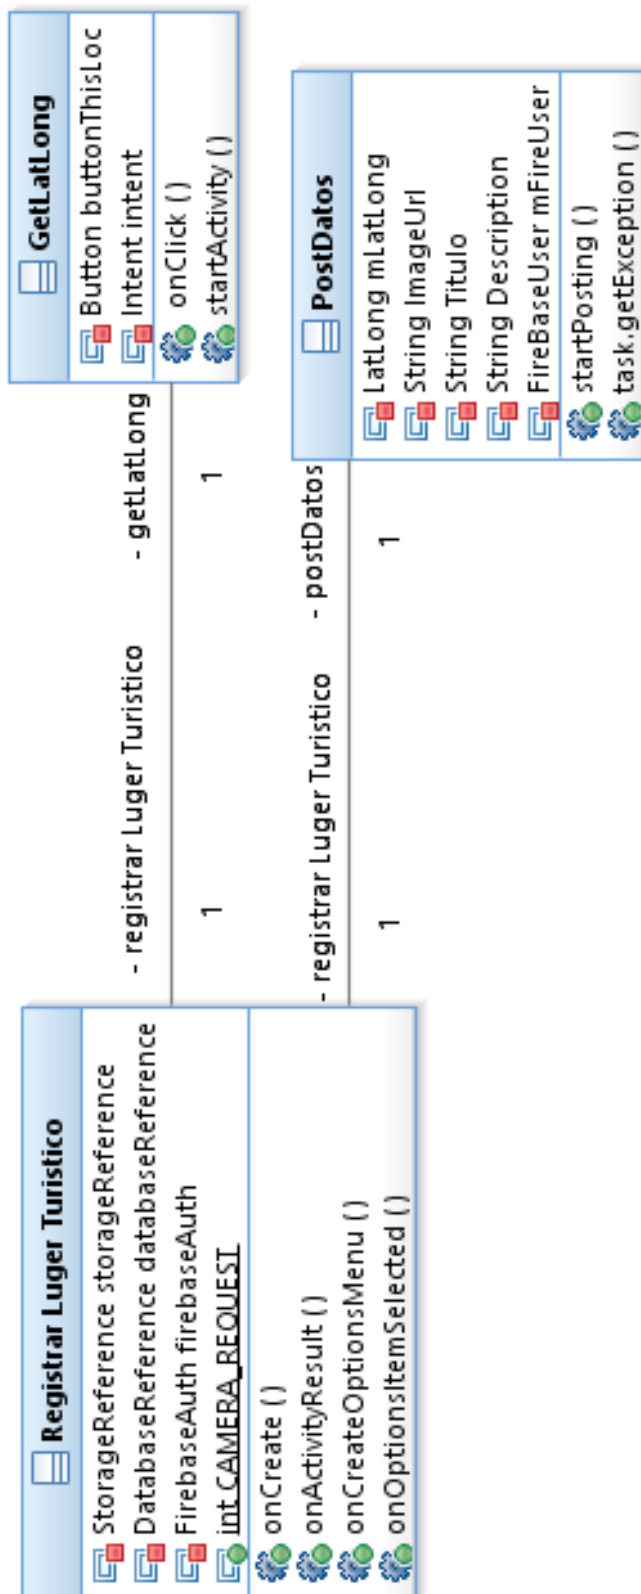 Registrar Luger Turistico
StorageReference storageReference
DatabaseReference databaseReference
FirebaseAuth firebaseAuth
int CAMERA_REQUEST
onCreate ( )
onActivityResult ( )
onCreateOptionsMenu ( )
onOptionsItemSelected ( )
- registrar Luger Turistico
1
- getLatLong
1
- registrar Luger Turistico
1
- postDatos
1
GetLatLong
Button buttonThisLoc
Intent intent
onClick ( )
startActivity ( )
PostDatos
LatLong mLatLong
String ImageUrl
String Titulo
String Description
FireBaseUser mFireUser
startPosting ( )
task.getException ( )